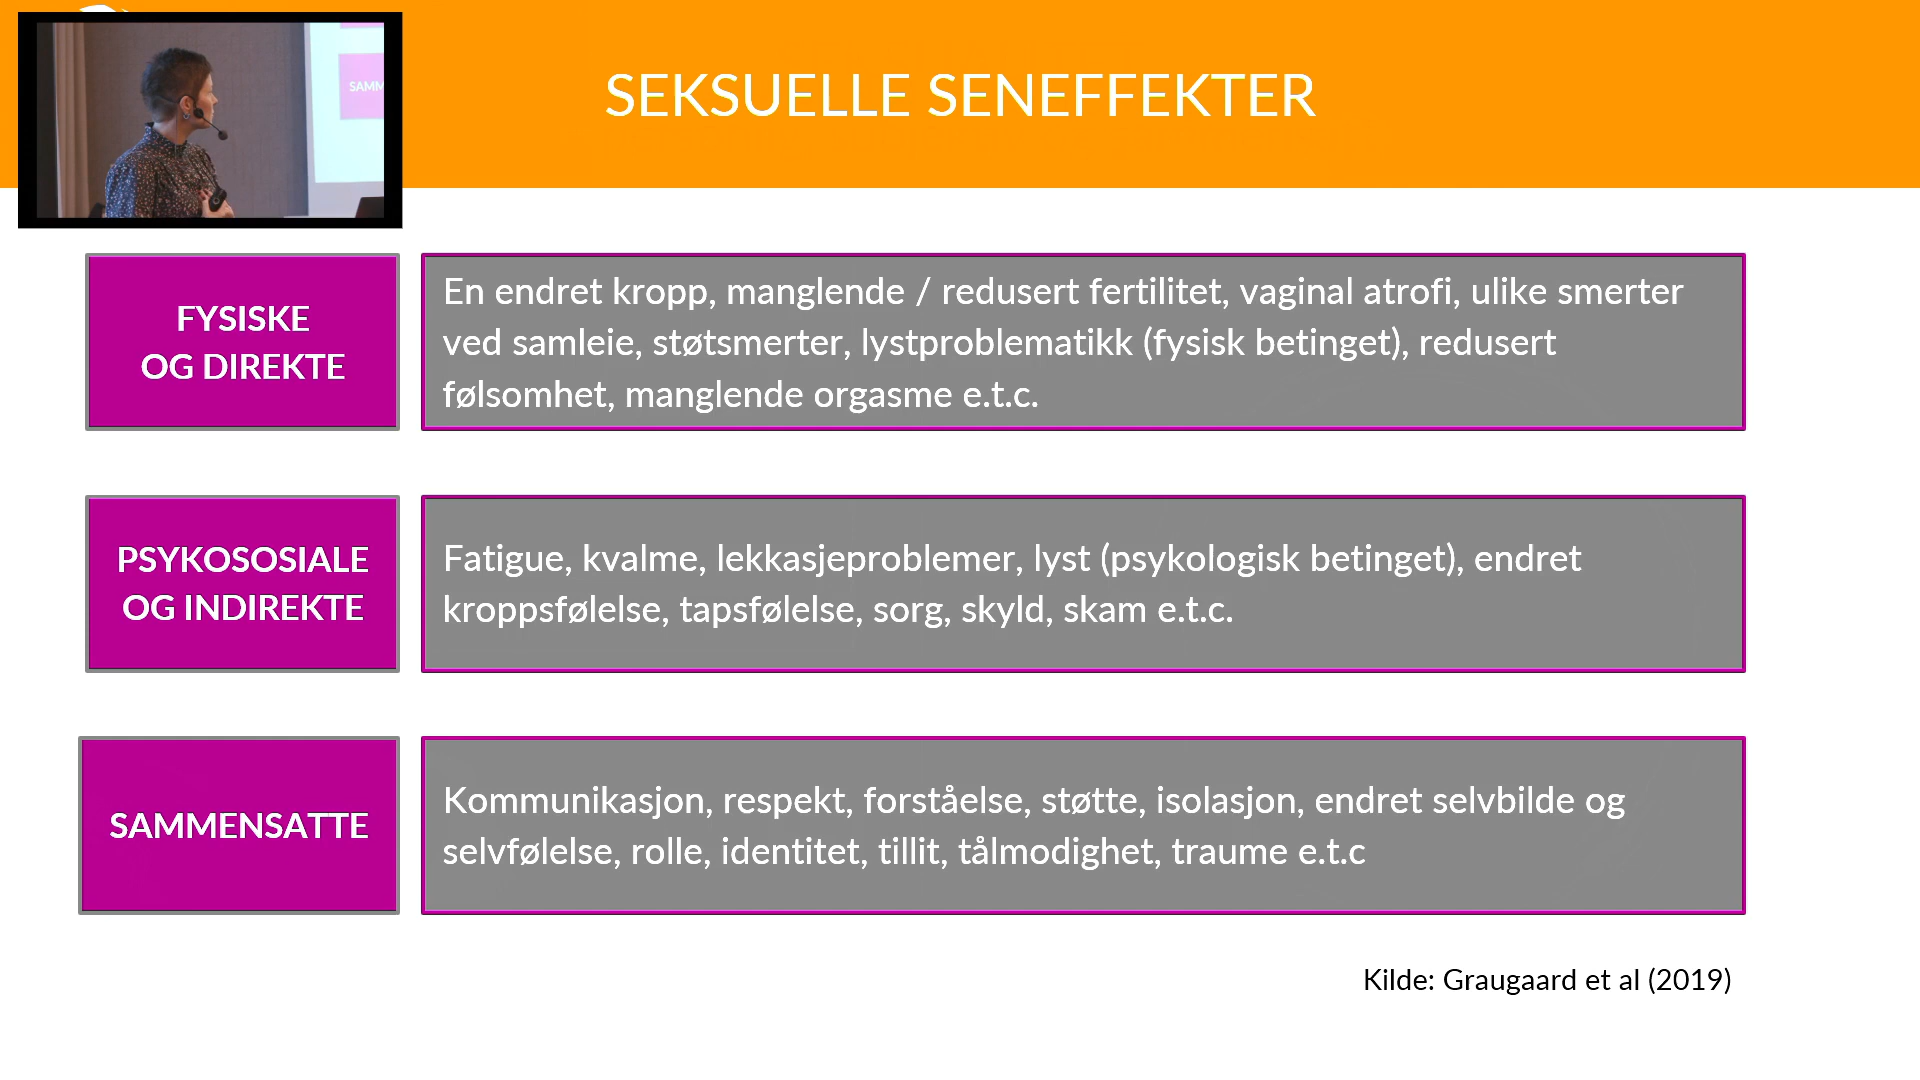 SEKSUELLE SENEFFEKTER
SAMM
FYSISKE
OG DIREKTE
En endret kropp, manglende / redusert fertilitet, vaginal atrofi, ulike smerter
ved samleie, støtsmerter, lystproblematikk (fysisk betinget), redusert
følsomhet, manglende orgasme e.t.c.
PSYKOSOSIALE
OG INDIREKTE
Fatigue, kvalme, lekkasjeproblemer, lyst (psykologisk betinget), endret
kroppsfølelse, tapsfølelse, sorg, skyld, skam e.t.c.
SAMMENSATTE
Kommunikasjon, respekt, forståelse, støtte, isolasjon, endret selvbilde og
selvfølelse, rolle, identitet, tillit, tålmodighet, traume e.t.c
Kilde: Graugaard et al (2019)